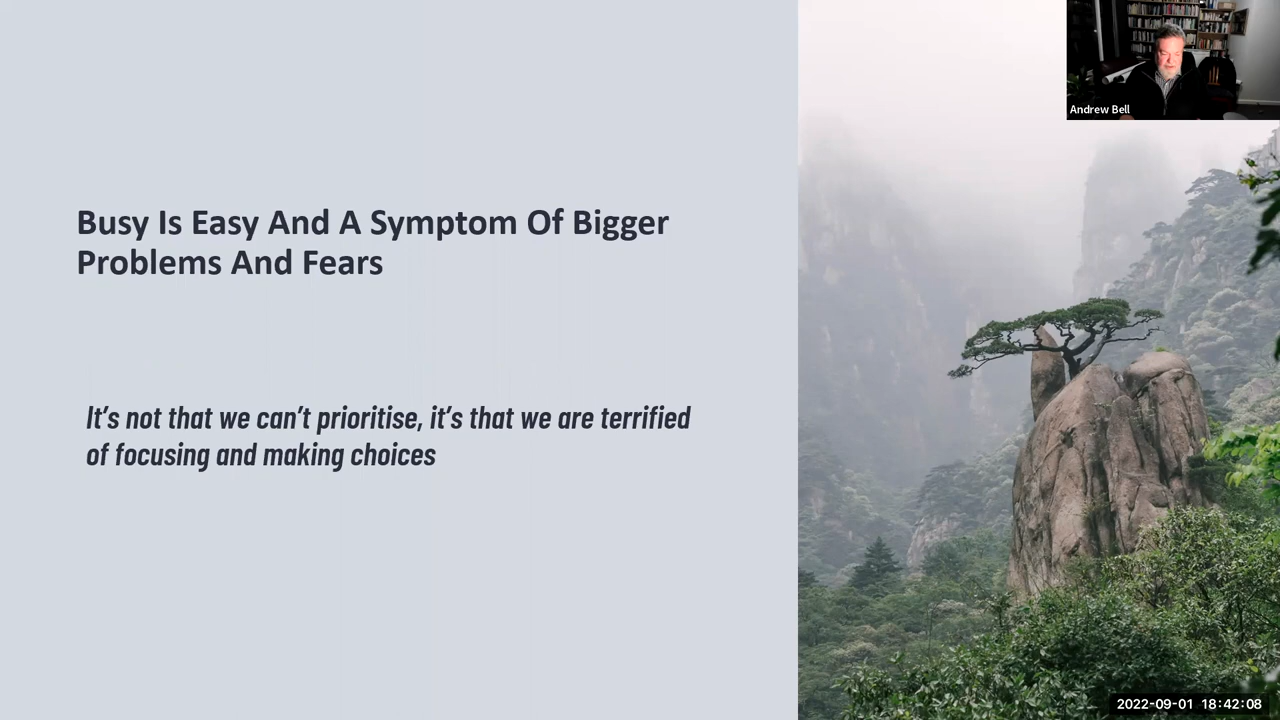 Andrew Bell
Busy Is Easy And A Symptom Of Bigger
Problems And Fears
It’s not that we can’t prioritise, it’s that we are terrified
of focusing and making choices
2022-09-01 18:42:08